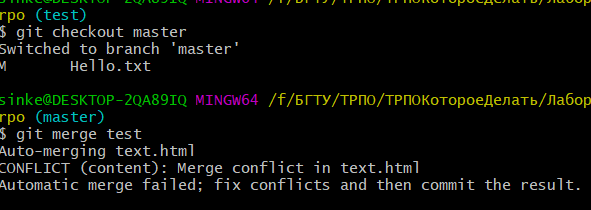 sinke@DESKTOP-2QA89IQ MINGW64 /f/БГТУ/ТРПО/ТРПОКотороеДелать/Лабор
rpo (test)
$ git checkout master
Switched to branch 'master'
M       Hello.txt
sinke@DESKTOP-2QA89IQ MINGW64 /f/БГТУ/ТРПО/ТРПОКотороеДелать/Лабор
rpo (master)
$ git merge test
Auto-merging text.html
CONFLICT (content): Merge conflict in text.html
Automatic merge failed; fix conflicts and then commit the result.